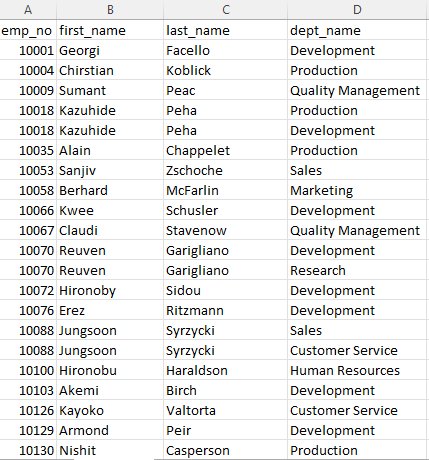 A B C D
emp_no first_name last_name dept_name
10001 Georgi Facello Development
10004 Chirstian Koblick Production
10009 Sumant Peac Quality Management
10018 Kazuhide Peha Production
10018 Kazuhide Peha Development
10035 Alain Chappelet Production
10053 Sanjiv Zschoche Sales
10058 Berhard McFarlin Marketing
10066 Kwee Schusler Development
10067 Claudi Stavenow Quality Management
10070 Reuven Garigliano Development
10070 Reuven Garigliano Research
10072 Hironoby Sidou Development
10076 Erez Ritzmann Development
10088 Jungsoon Syrzycki Sales
10088 Jungsoon Syrzycki Customer Service
10100 Hironobu Haraldson Human Resources
10103 Akemi Birch Development
10126 Kayoko Valtorta Customer Service
10129 Armond Peir Development
10130 Nishit Casperson Production